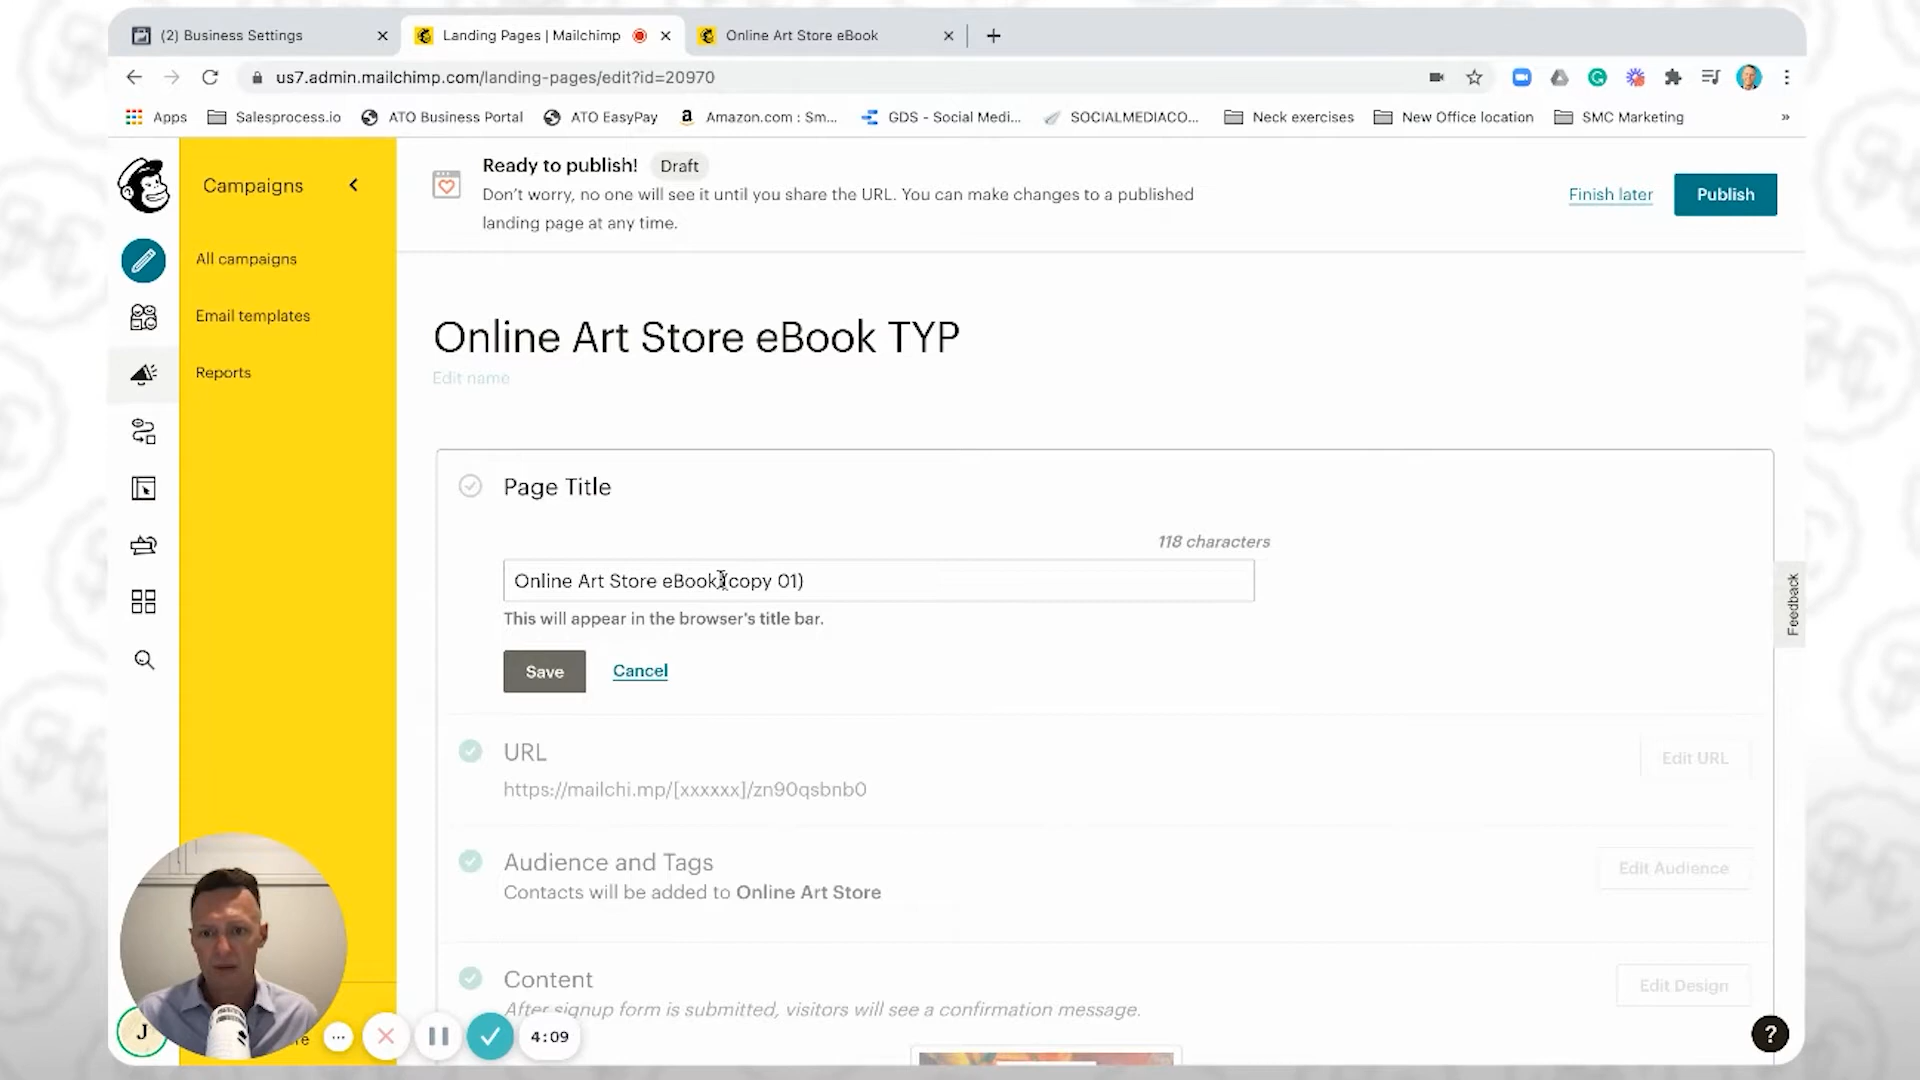 (2) Business Settings
Landing Pages | Mailchimp
Online Art Store eBook
us7.admin.mailchimp.com/landing-pages/edit?id=20970
Apps
Salesprocess.io
ATO Business Portal
ATO EasyPay
Amazon.com : Sm...
GDS - Social Medi...
SOCIALMEDIACO...
Neck exercises
New Office location
SMC Marketing
»
Campaigns
All campaigns
Email templates
Reports
Ready to publish! Draft
Don't worry, no one will see it until you share the URL. You can make changes to a published
landing page at any time.
Finish later
Publish
Online Art Store eBook TYP
Edit name
Page Title
118 characters
Online Art Store eBook (copy 01)
This will appear in the browser's title bar.
Save
Cancel
URL
https://mailchi.mp/[xxxxxx]/zn90qsbnb0
Edit URL
Audience and Tags
Contacts will be added to Online Art Store
Edit Audience
Content
After signup form is submitted, visitors will see a confirmation message.
Edit Design
Feedback
J
4:09
?